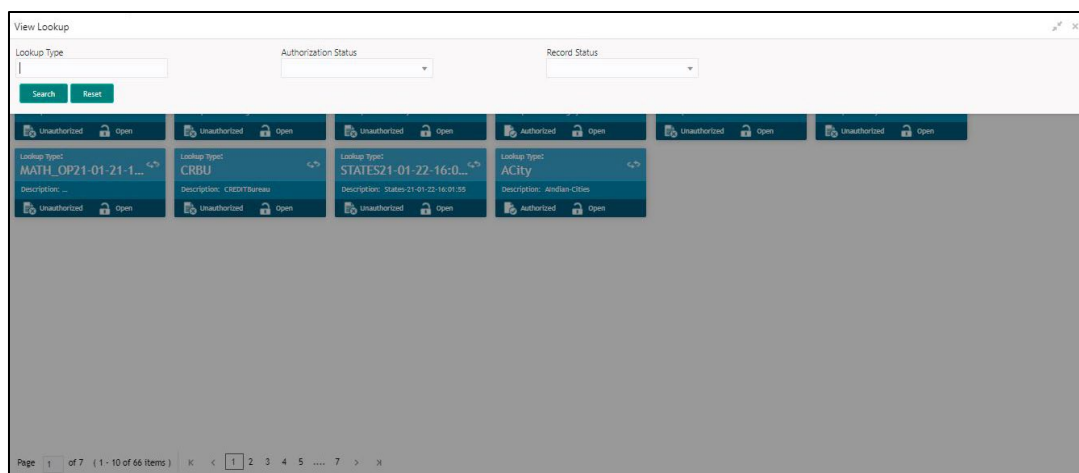 View Lookup
Lookup Type Authorization Status Record Status
Search Reset
Unauthorized Open Unauthorized Open Unauthorized Open Authorized Open Unauthorized Open Unauthorized Open
Lookup Type: Lookup Type: Lookup Type: Lookup Type:
MATH_OP21-01-21-1... CRBU STATES21-01-22-16:0... ACity
Description: ... Description: CREDITBureau Description: States-21-01-22-16:01:55 Description: AIndian-Cities
Unauthorized Open Unauthorized Open Unauthorized Open Authorized Open
Page 1 of 7 ( 1 - 10 of 66 items ) 1 2 3 4 5 .... 7